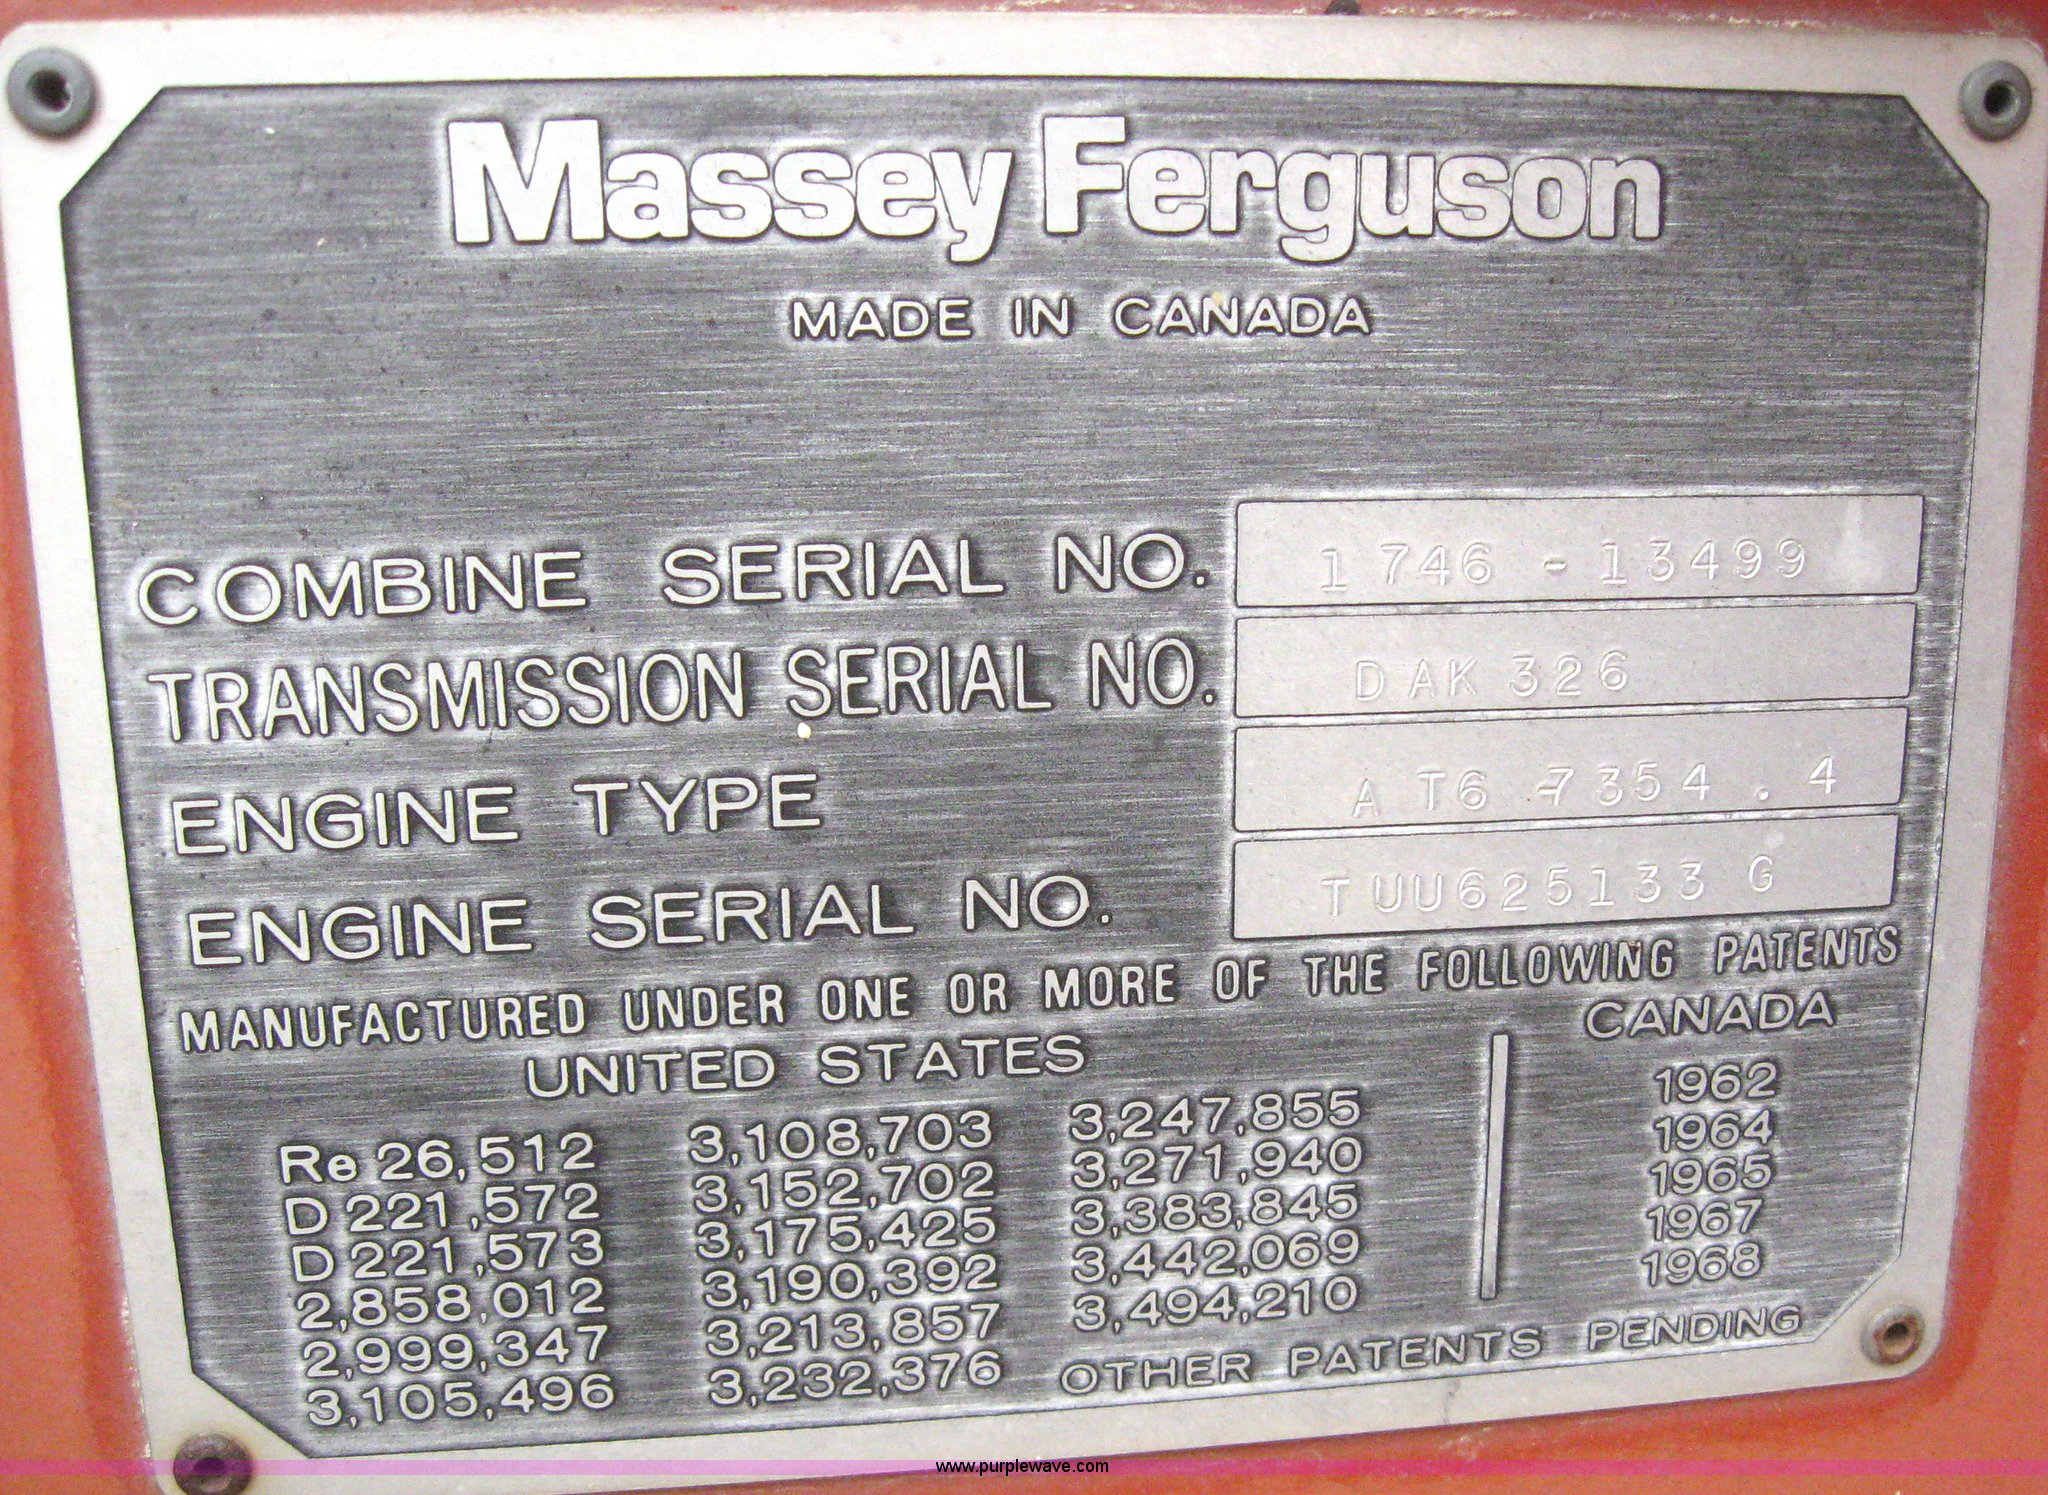 Massey Ferguson
MADE IN CANADA
COMBINE SERIAL NO. 1746-13499
TRANSMISSION SERIAL NO. DAK 326
ENGINE TYPE A T6-7354.4
ENGINE SERIAL NO. TUU625133 G
MANUFACTURED UNDER ONE OR MORE OF THE FOLLOWING PATENTS
UNITED STATES CANADA
Re 26,512 3,108,703 3,247,855 1962
D 221,572 3,152,702 3,271,940 1964
D 221,573 3,175,425 3,383,845 1965
2,858,012 3,190,392 3,442,069 1967
2,999,347 3,213,857 3,494,210 1968
3,105,496 3,232,376 OTHER PATENTS PENDING
www.purplewave.com